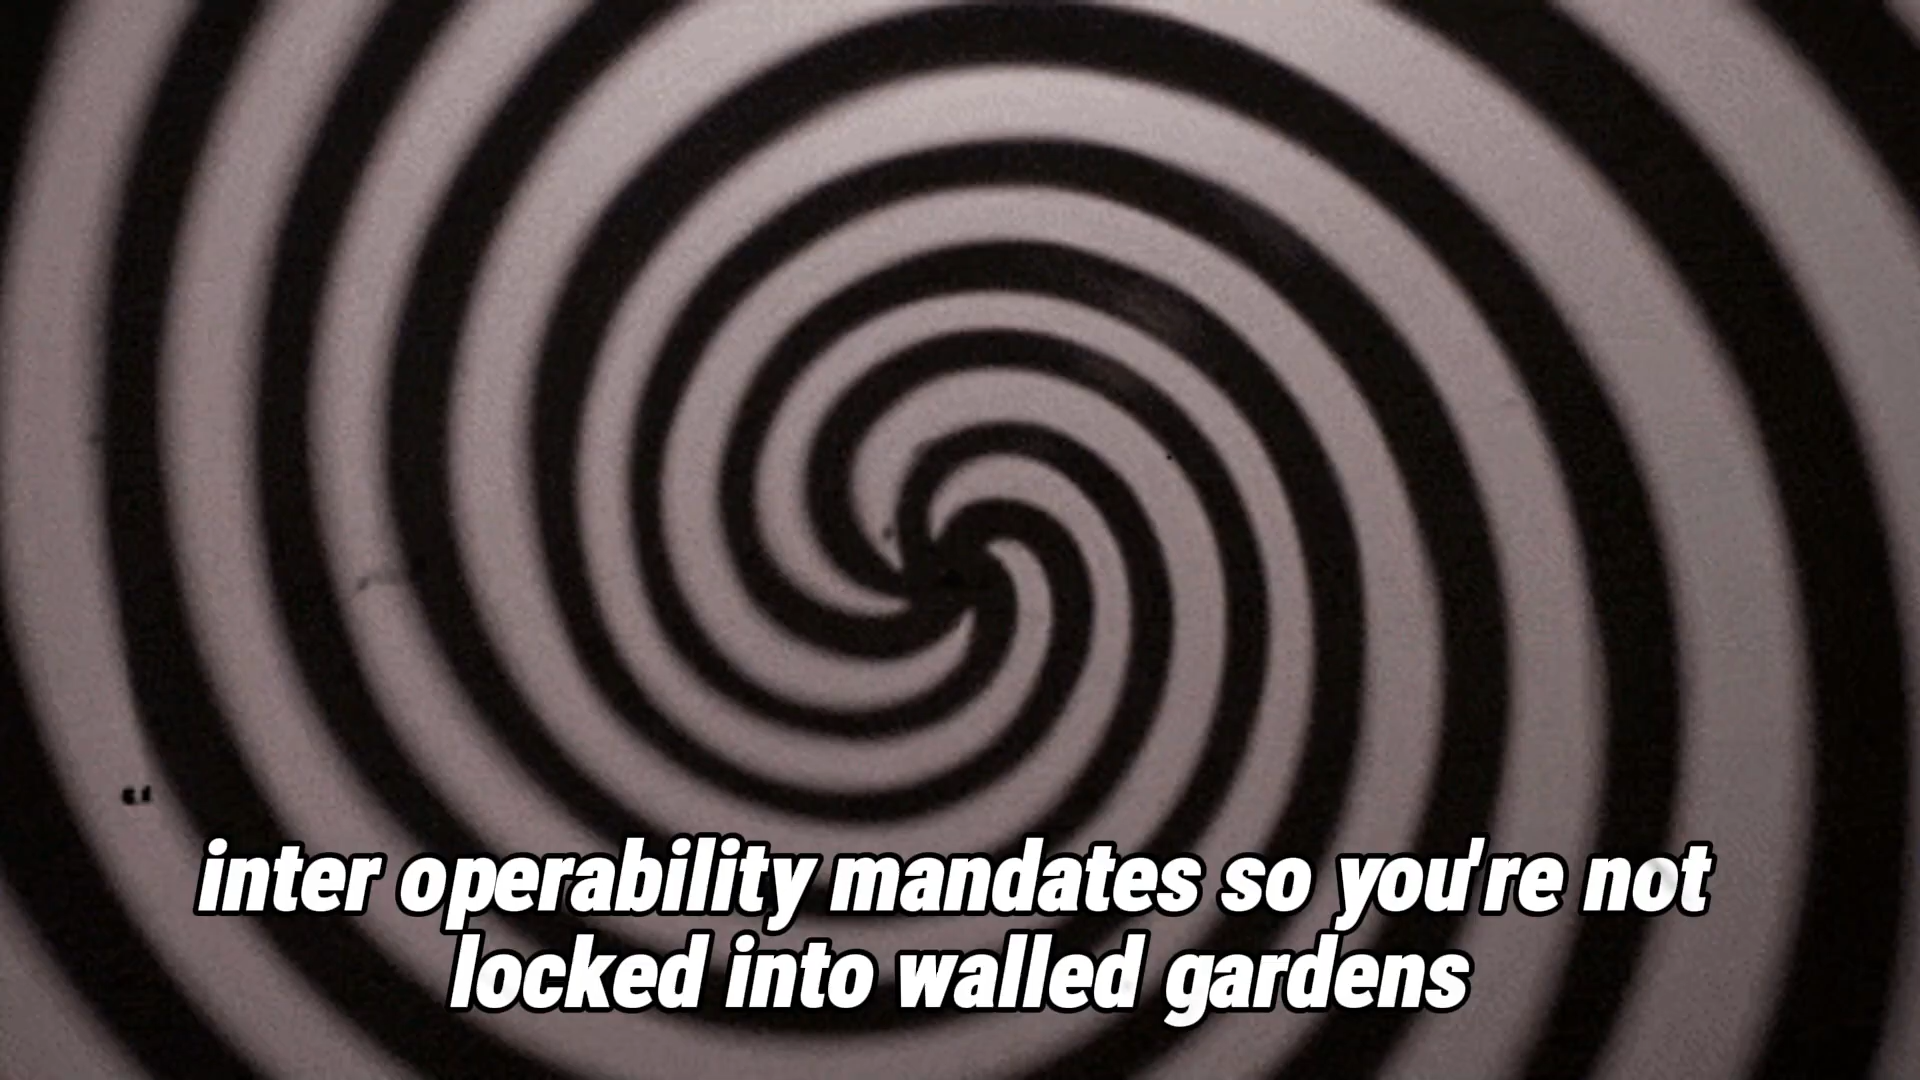 inter operability mandates so you're not
locked into walled gardens